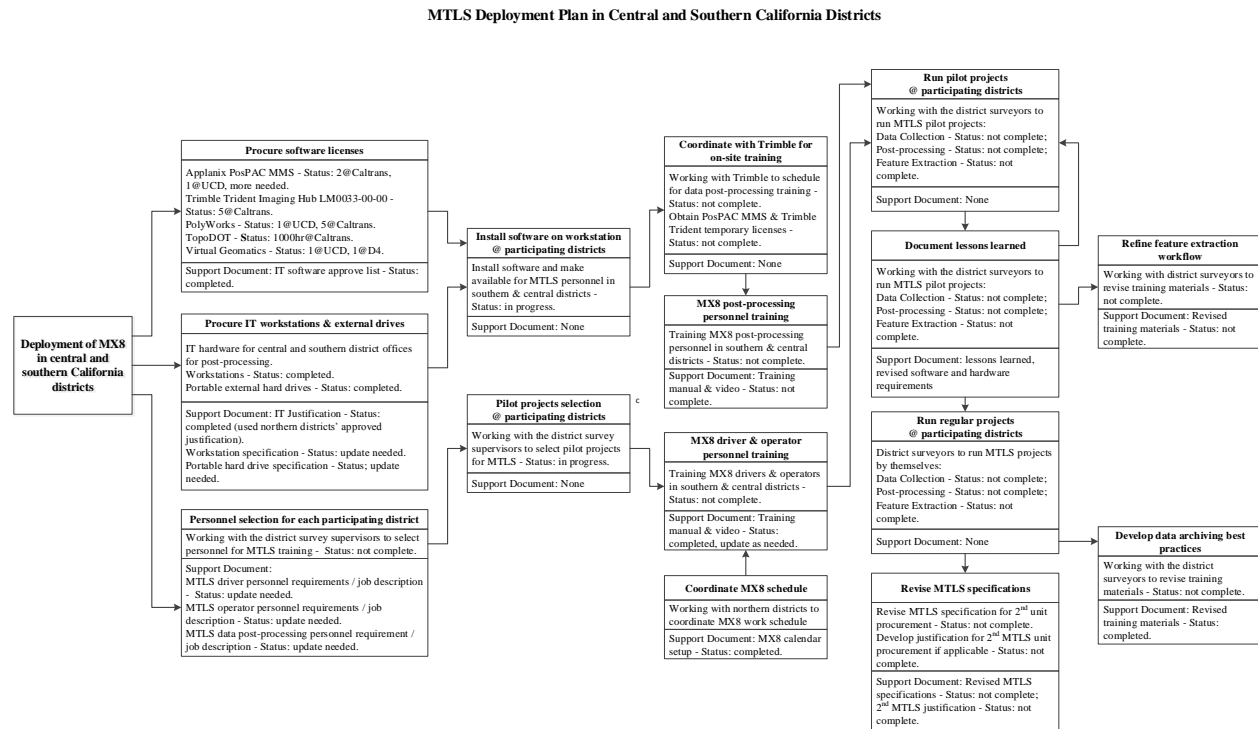 MTLS Deployment Plan in Central and Southern California Districts
Deployment of MX8
in central and
southern California
districts
Procure software licenses
Applanix PosPAC MMS - Status: 2@Caltrans,
1@UCD, more needed.
Trimble Trident Imaging Hub LM0033-00-00 -
Status: 5@Caltrans.
PolyWorks - Status: 1@UCD, 5@Caltrans.
TopoDOT - Status: 1000hr@Caltrans.
Virtual Geomatics - Status: 1@UCD, 1@D4.
Support Document: IT software approve list - Status:
completed.
Procure IT workstations & external drives
IT hardware for central and southern district offices
for post-processing.
Workstations - Status: completed.
Portable external hard drives - Status: completed.
Support Document: IT Justification - Status:
completed (used northern districts' approved
justification).
Workstation specification - Status: update needed.
Portable hard drive specification - Status; update
needed.
Personnel selection for each participating district
Working with the district survey supervisors to select
personnel for MTLS training - Status: not complete.
Support Document:
MTLS driver personnel requirements / job description
- Status: update needed.
MTLS operator personnel requirements / job
description - Status: update needed.
MTLS data post-processing personnel requirement /
job description - Status: update needed.
Install software on workstation
@ participating districts
Install software and make
available for MTLS personnel in
southern & central districts -
Status: in progress.
Support Document: None
Pilot projects selection
@ participating districts
Working with the district survey
supervisors to select pilot projects
for MTLS - Status: in progress.
Support Document: None
c
Coordinate with Trimble for
on-site training
Working with Trimble to schedule
for data post-processing training -
Status: not complete.
Obtain PosPAC MMS & Trimble
Trident temporary licenses -
Status: not complete.
Support Document: None
MX8 post-processing
personnel training
Training MX8 post-processing
personnel in southern & central
districts - Status: not complete.
Support Document: Training
manual & video - Status: not
complete.
MX8 driver & operator
personnel training
Training MX8 drivers & operators
in southern & central districts -
Status: not complete.
Support Document: Training
manual & video - Status:
completed, update as needed.
Coordinate MX8 schedule
Working with northern districts to
coordinate MX8 work schedule
Support Document: MX8 calendar
setup - Status: completed.
Run pilot projects
@ participating districts
Working with the district surveyors to
run MTLS pilot projects:
Data Collection - Status: not complete;
Post-processing - Status: not complete;
Feature Extraction - Status: not
complete.
Support Document: None
Document lessons learned
Working with the district surveyors to
run MTLS pilot projects:
Data Collection - Status: not complete;
Post-processing - Status: not complete;
Feature Extraction - Status: not
complete.
Support Document: lessons learned,
revised software and hardware
requirements
Run regular projects
@ participating districts
District surveyors to run MTLS projects
by themselves:
Data Collection - Status: not complete;
Post-processing - Status: not complete;
Feature Extraction - Status: not
complete.
Support Document: None
Revise MTLS specifications
Revise MTLS specification for 2nd unit
procurement - Status: not complete.
Develop justification for 2nd MTLS unit
procurement if applicable - Status: not
complete.
Support Document: Revised MTLS
specifications - Status: not complete;
2nd MTLS justification - Status: not
complete.
Refine feature extraction
workflow
Working with district surveyors to
revise training materials - Status:
not complete.
Support Document: Revised
training materials - Status: not
complete.
Develop data archiving best
practices
Working with the district
surveyors to revise training
materials - Status: not complete.
Support Document: Revised
training materials - Status:
completed.